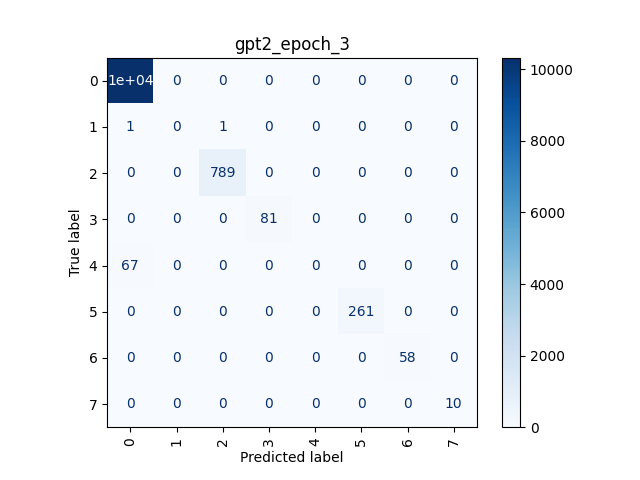 gpt2_epoch_3
0 1e+04 0 0 0 0 0 0 0
1 1 0 1 0 0 0 0 0
2 0 0 789 0 0 0 0 0
3 0 0 0 81 0 0 0 0
4 67 0 0 0 0 0 0 0
5 0 0 0 0 0 261 0 0
6 0 0 0 0 0 0 58 0
7 0 0 0 0 0 0 0 10
0 1 2 3 4 5 6 7
True label
Predicted label
10000
8000
6000
4000
2000
0